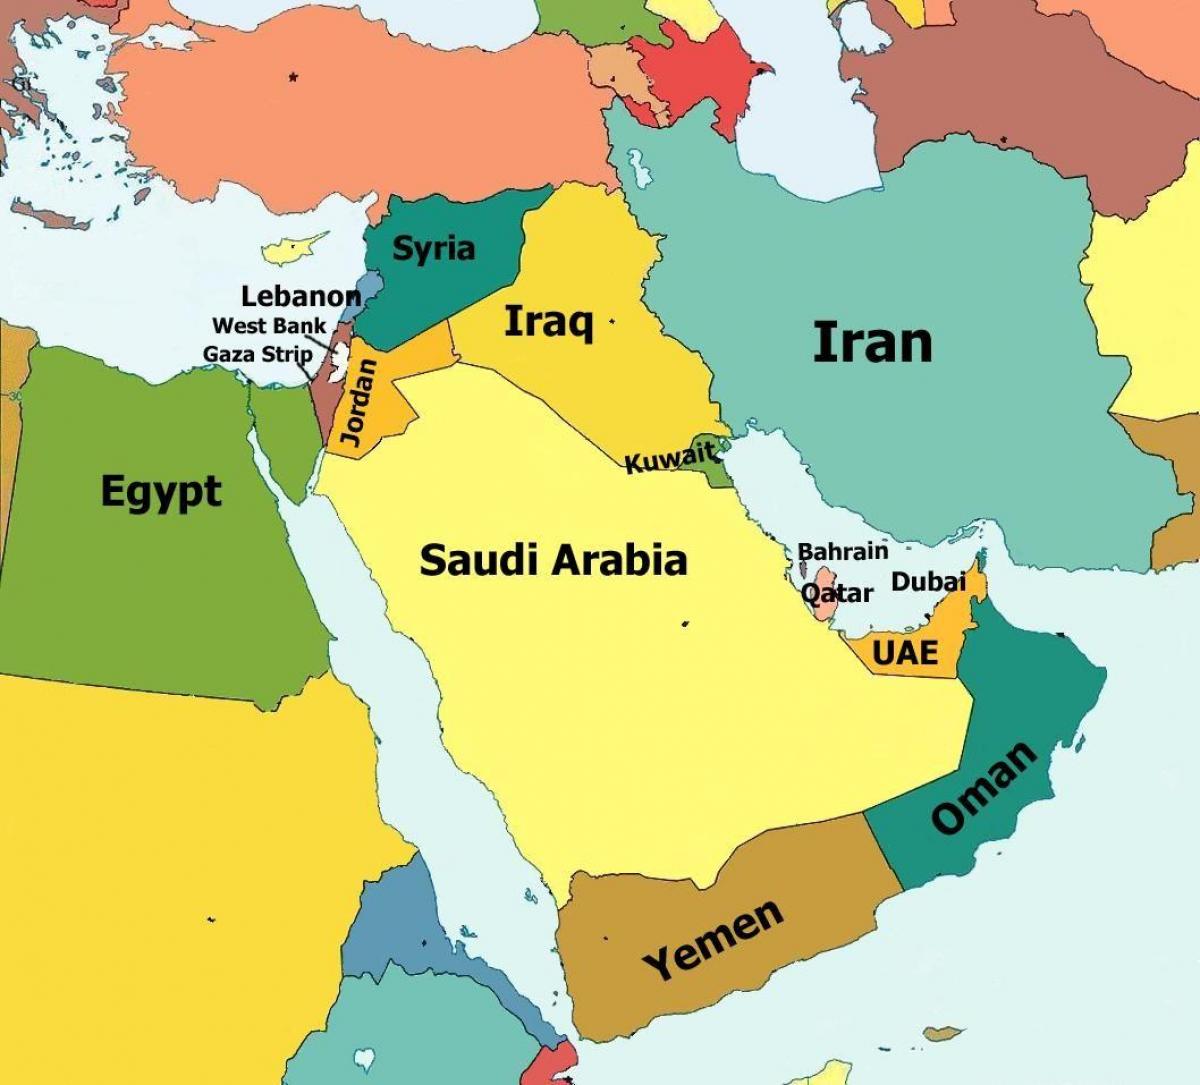 Syria
Lebanon
West Bank
Gaza Strip
Iraq
Iran
Jordan
Kuwait
Egypt
Saudi Arabia
Bahrain
Qatar
Dubai
UAE
Oman
Yemen